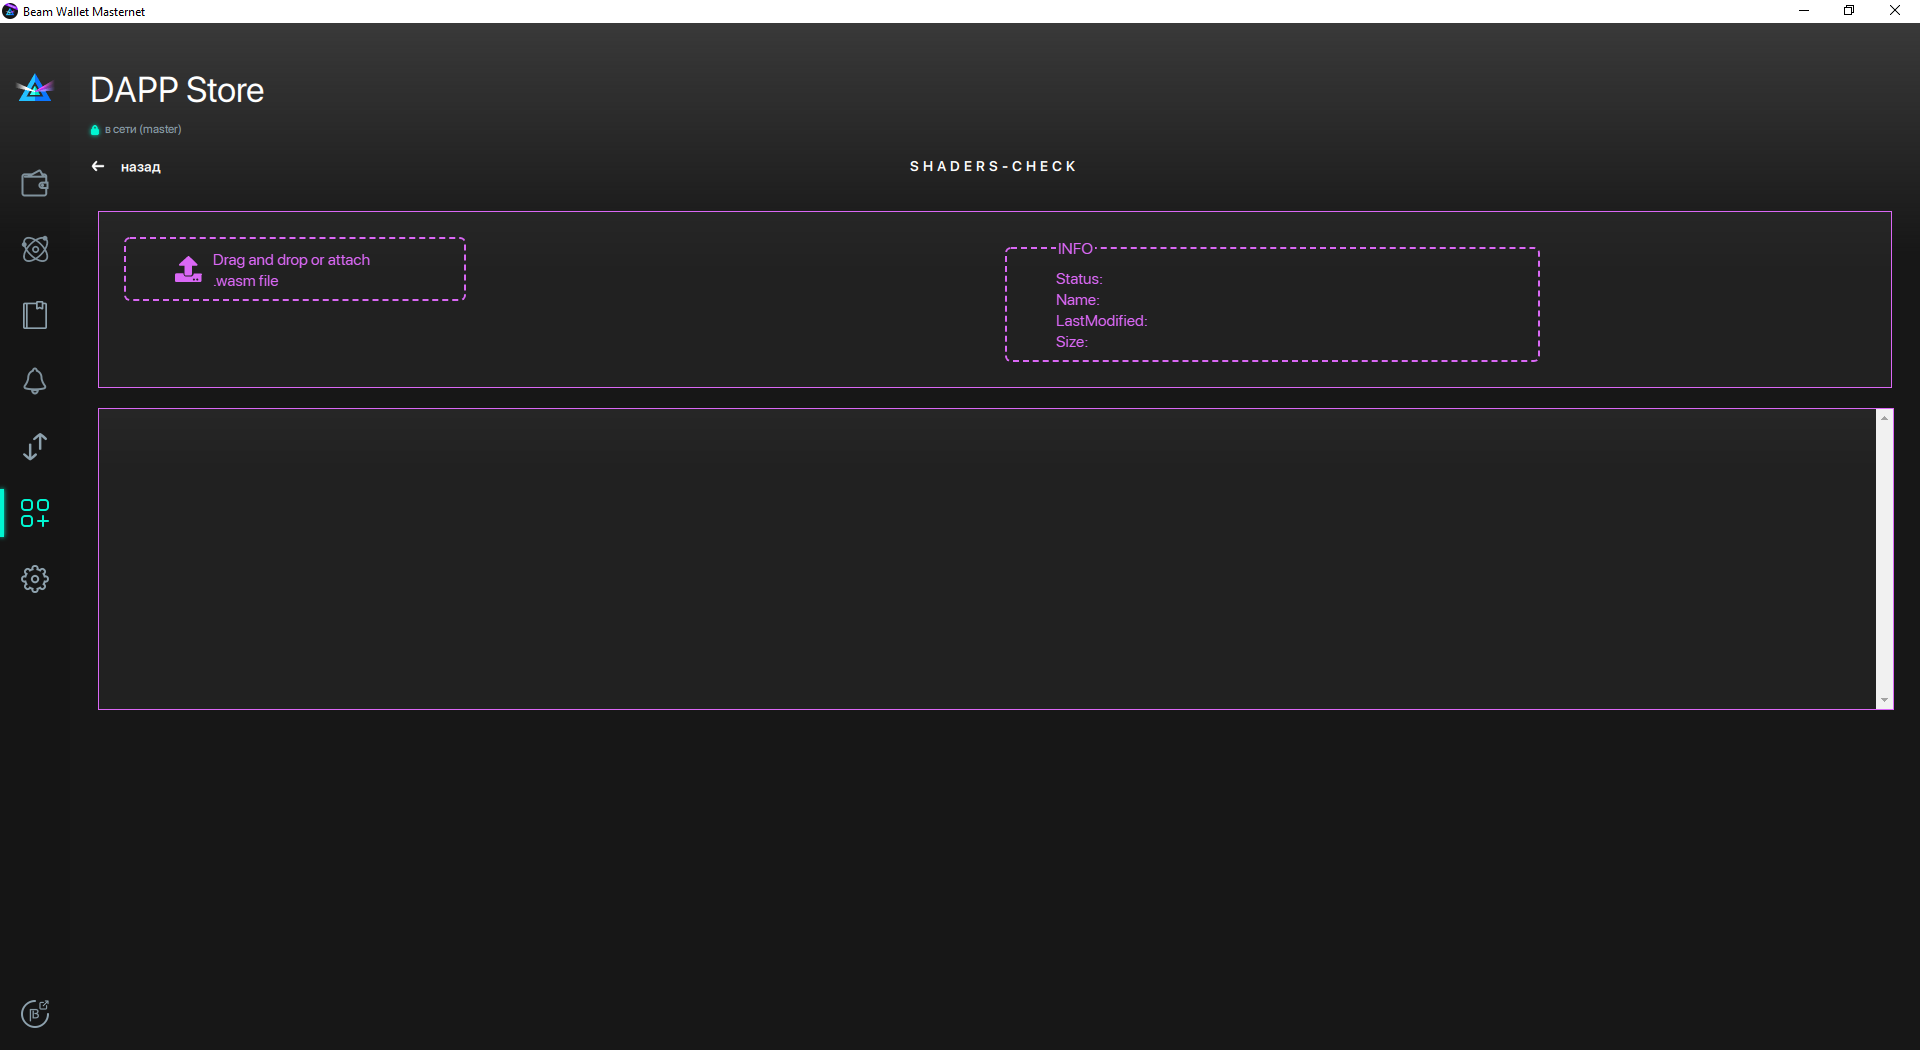 Beam Wallet Masternet
DAPP Store
в сети (master)
назад
SHADERS-CHECK
Drag and drop or attach
.wasm file
INFO
Status:
Name:
LastModified:
Size: